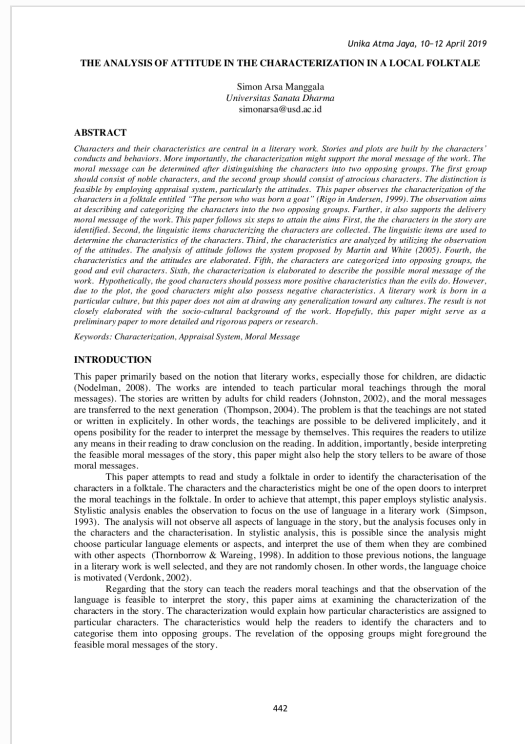 Unika Atma Jaya, 10–12 April 2019
THE ANALYSIS OF ATTITUDE IN THE CHARACTERIZATION IN A LOCAL FOLKTALE
Simon Arsa Manggala
Universitas Sanata Dharma
simonarsa@usd.ac.id
ABSTRACT
Characters and their characteristics are central in a literary work. Stories and plots are built by the characters'
conducts and behaviors. More importantly, the characterization might support the moral message of the work. The
moral message can be determined after distinguishing the characters into two opposing groups. The first group
should consist of noble characters, and the second group should consist of atrocious characters. The distinction is
feasible by employing appraisal system, particularly the attitudes. This paper observes the characterization of the
characters in a folktale entitled "The person who was born a goat" (Rigo in Andersen, 1999). The observation aims
at describing and categorizing the characters into the two opposing groups. Further, it also supports the delivery
moral message of the work. This paper follows six steps to attain the aims First, the the characters in the story are
identified. Second, the linguistic items characterizing the characters are collected. The linguistic items are used to
determine the characteristics of the characters. Third, the characters are analyzed by utilizing the observation
of the attitudes. The analysis of attitude follows the system proposed by Martin and White (2005). Fourth, the
characteristics and the attitudes are elaborated. Fifth, the characters are categorized into opposing groups, the
good and evil characters. Sixth, the characterization is elaborated to describe the possible moral message of the
work. Hypothetically, the good characters should possess more positive characteristics than the evils do. However,
due to the plot, the good characters might also possess negative characteristics. A literary work is born in a
particular culture, but this paper does not aim at drawing any generalization toward any cultures. The result is not
closely elaborated with the socio-cultural background of the work. Hopefully, this paper might serve as a
preliminary paper to more detailed and rigorous papers or research.
Keywords: Characterization, Appraisal System, Moral Message
INTRODUCTION
This paper primarily based on the notion that literary works, especially those for children, are didactic
(Nodelman, 2008). The works are intended to teach particular moral teachings through the moral
messages). The stories are written by adults for child readers (Johnston, 2002), and the moral messages
are transferred to the next generation (Thompson, 2004). The problem is that the teachings are not stated
or written in explicitely. In other words, the teachings are possible to be delivered implicitely, and it
opens posibility for the reader to interpret the message by themselves. This requires the readers to utilize
any means in their reading to draw conclusion on the reading. In addition, importantly, beside interpreting
the feasible moral messages of the story, this paper might also help the story tellers to be aware of those
moral messages.
This paper attempts to read and study a folktale in order to identify the characterisation of the
characters in a folktale. The characters and the characteristics might be one of the open doors to interpret
the moral teachings in the folktale. In order to achieve that attempt, this paper employs stylistic analysis.
Stylistic analysis enables the observation to focus on the use of language in a literary work (Simpson,
1993). The analysis will not observe all aspects of language in the story, but the analysis focuses only in
the characters and the characterisation. In stylistic analysis, this is possible since the analysis might
choose particular language elements or aspects, and interpret the use of them when they are combined
with other aspects (Thornborrow & Wareing, 1998). In addition to those previous notions, the language
in a literary work is well selected, and they are not randomly chosen. In other words, the language choice
is motivated (Verdonk, 2002).
Regarding that the story can teach the readers moral teachings and that the observation of the
language is feasible to interpret the story, this paper aims at examining the characterization of the
characters in the story. The characterization would explain how particular characteristics are assigned to
particular characters. The characteristics would help the readers to identify the characters and to
categorise them into opposing groups. The revelation of the opposing groups might foreground the
feasible moral messages of the story.
442